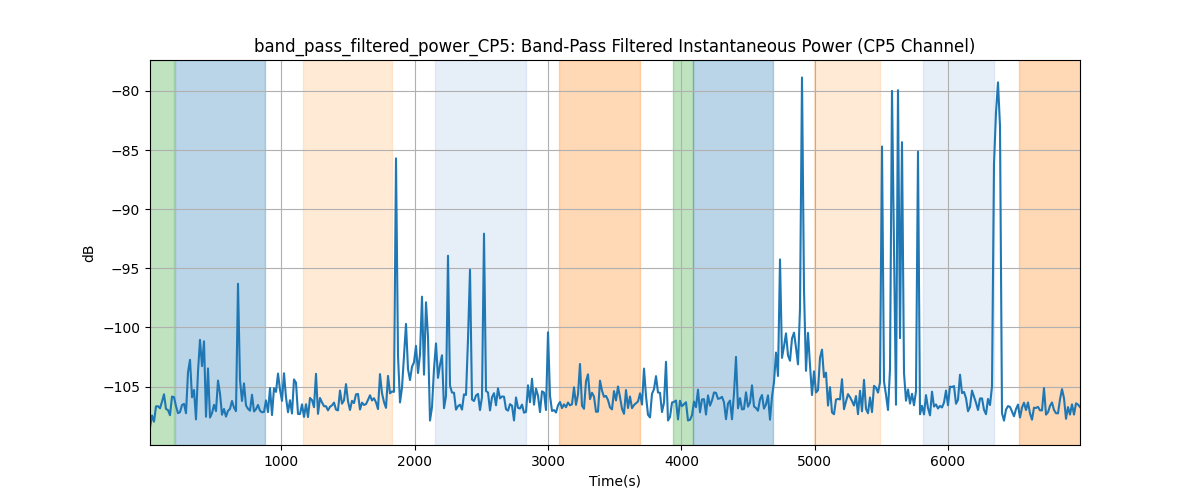 band_pass_filtered_power_CP5: Band-Pass Filtered Instantaneous Power (CP5 Channel)
−80
−85
−90
−95
−100
−105
dB
1000 2000 3000 4000 5000 6000
Time(s)